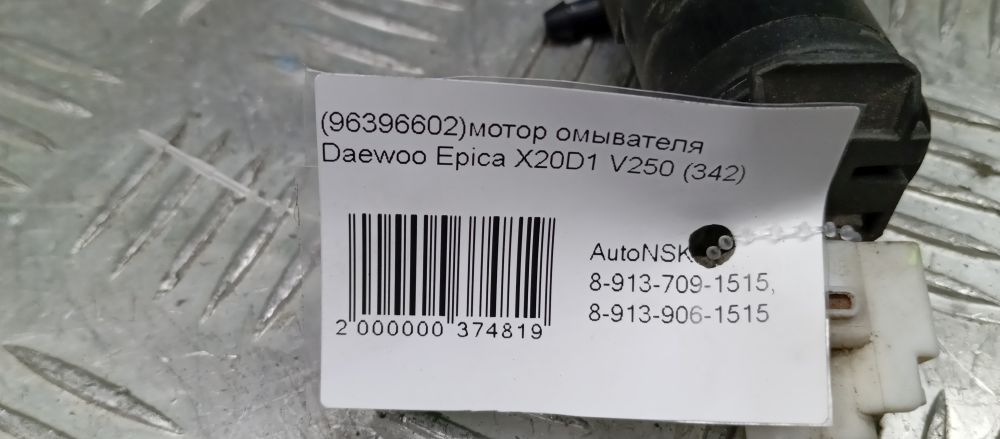 (96396602)мотор омывателя
Daewoo Epica X20D1 V250 (342)
AutoNSK
8-913-709-1515,
8-913-906-1515
2 000000 374819